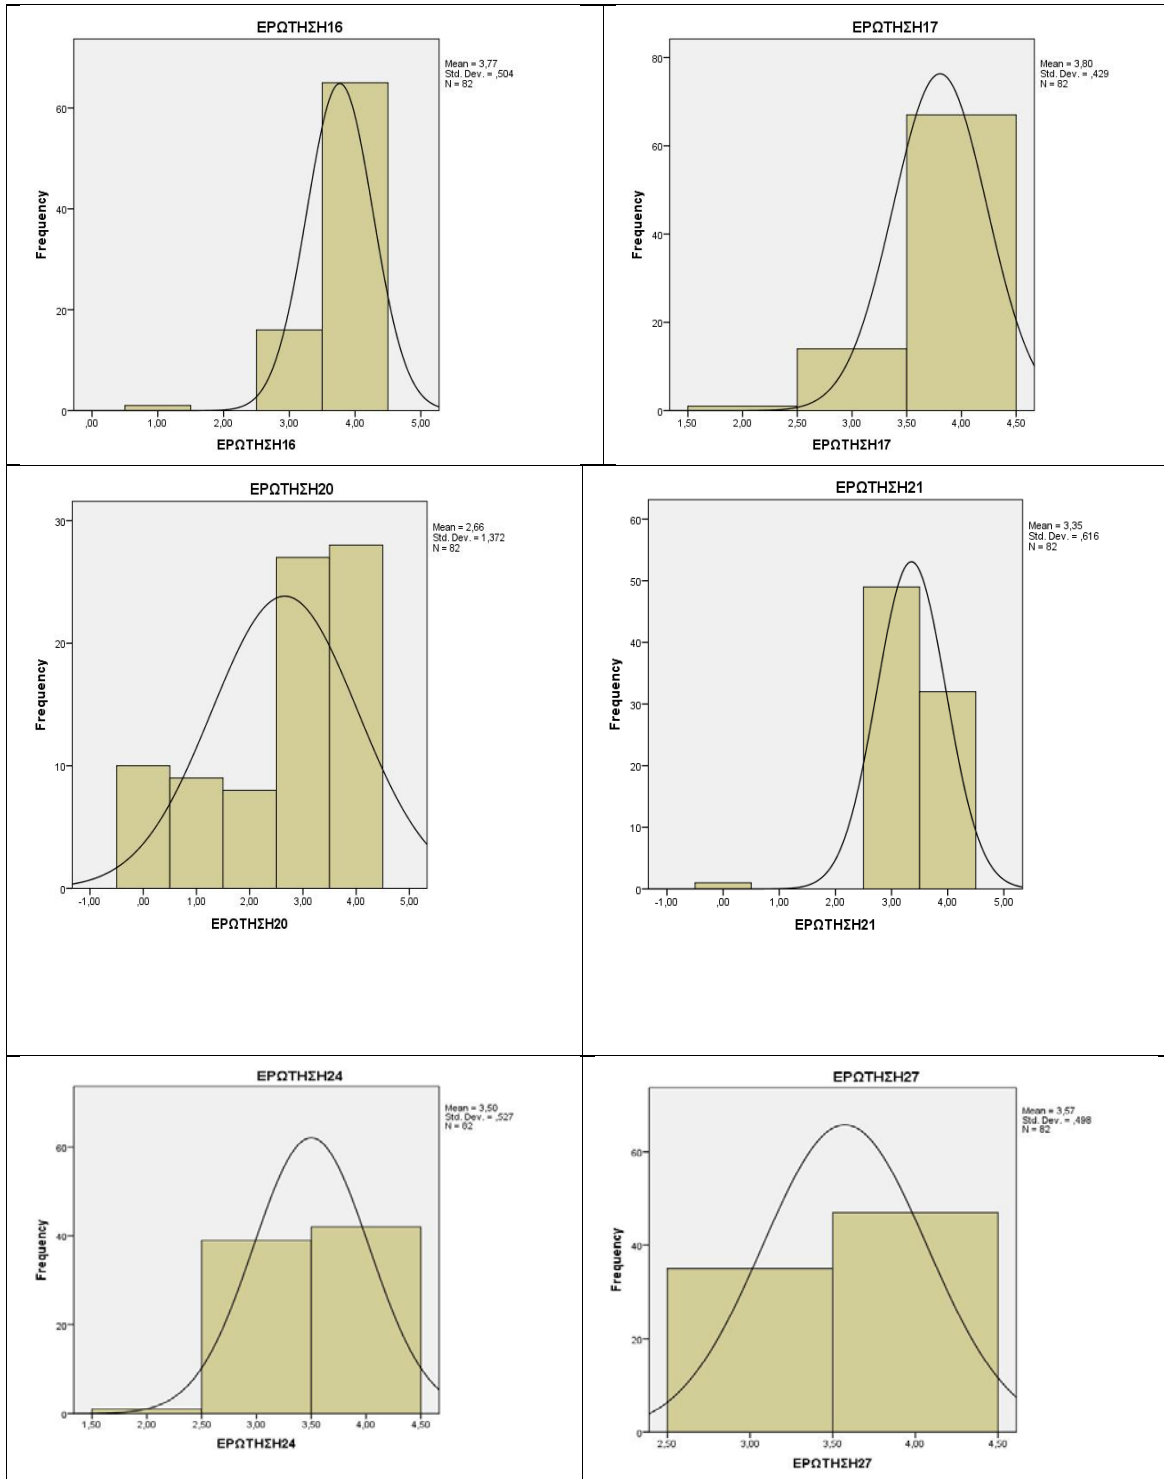 ΕΡΩΤΗΣΗ16
Mean = 3,77
Std. Dev. = ,504
N = 82
Frequency
60
40
20
0
,00 1,00 2,00 3,00 4,00 5,00
ΕΡΩΤΗΣΗ16
ΕΡΩΤΗΣΗ17
Mean = 3,80
Std. Dev. = ,429
N = 82
Frequency
80
60
40
20
0
1,50 2,00 2,50 3,00 3,50 4,00 4,50
ΕΡΩΤΗΣΗ17
ΕΡΩΤΗΣΗ20
Mean = 2,66
Std. Dev. = 1,372
N = 82
Frequency
30
20
10
0
-1,00 ,00 1,00 2,00 3,00 4,00 5,00
ΕΡΩΤΗΣΗ20
ΕΡΩΤΗΣΗ21
Mean = 3,35
Std. Dev. = ,616
N = 82
Frequency
60
50
40
30
20
10
0
-1,00 ,00 1,00 2,00 3,00 4,00 5,00
ΕΡΩΤΗΣΗ21
ΕΡΩΤΗΣΗ24
Mean = 3,50
Std. Dev. = ,527
N = 82
Frequency
60
40
20
0
1,50 2,00 2,50 3,00 3,50 4,00 4,50
ΕΡΩΤΗΣΗ24
ΕΡΩΤΗΣΗ27
Mean = 3,57
Std. Dev. = ,498
N = 82
Frequency
60
40
20
0
2,50 3,00 3,50 4,00 4,50
ΕΡΩΤΗΣΗ27